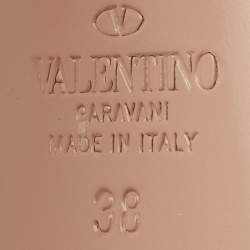 VALENTINO
GARAVANI
MADE IN ITALY
38